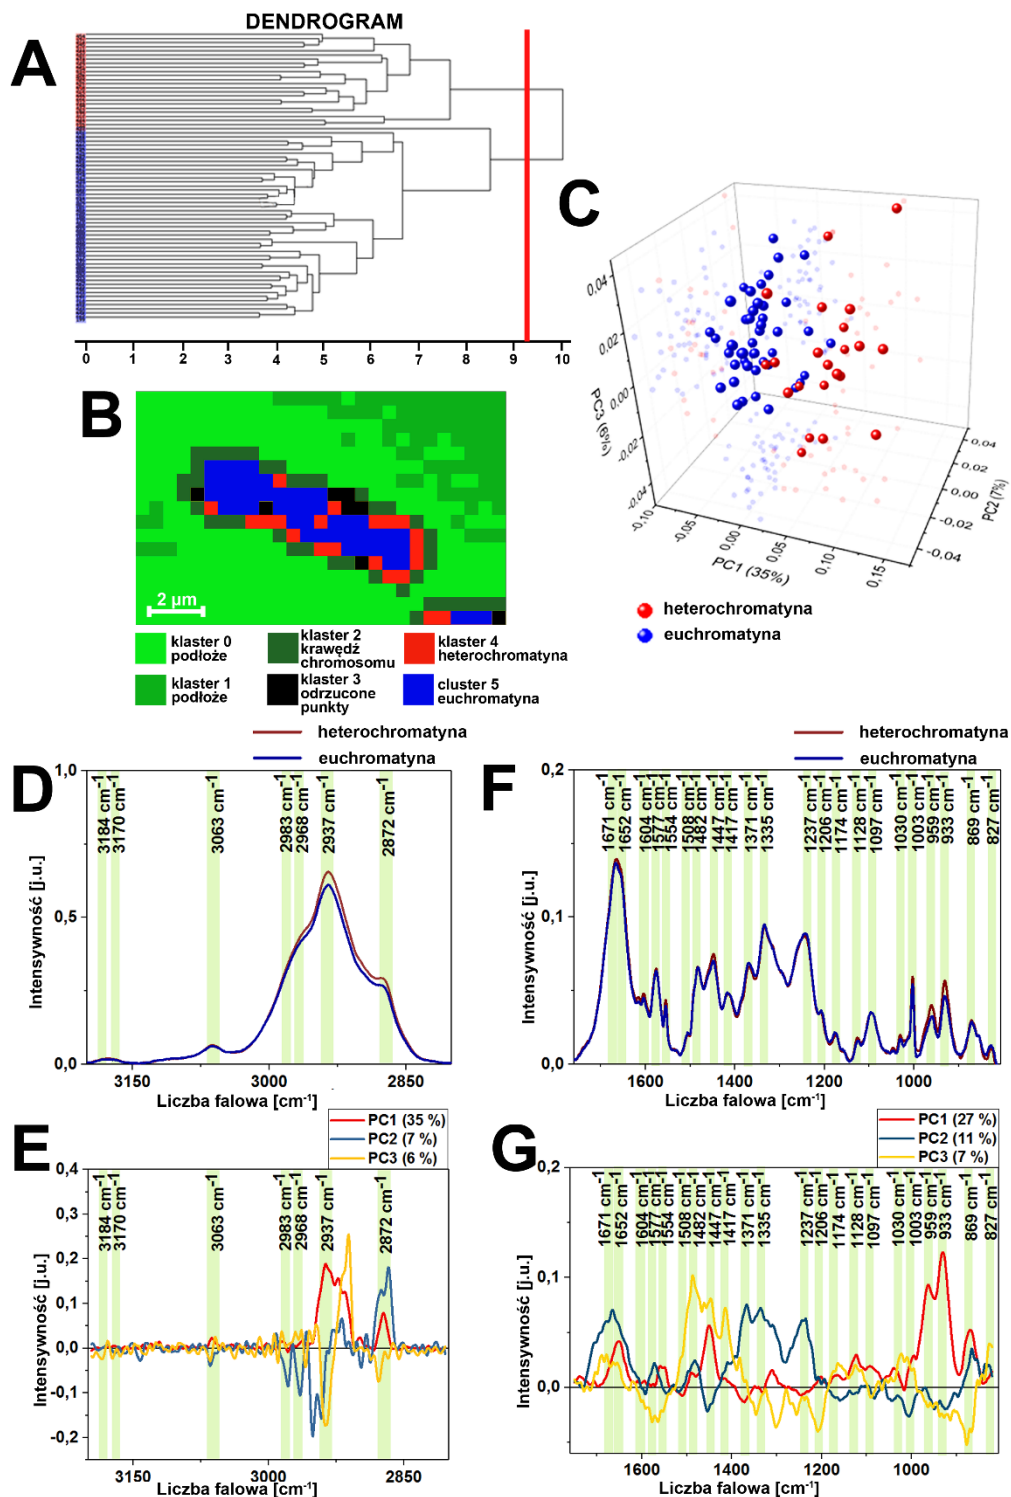 DENDROGRAM
A
0 1 2 3 4 5 6 7 8 9 10
B
2 µm
klaster 0
podłoże
klaster 2
krawędź
chromosomu
klaster 4
heterochromatyna
klaster 1
podłoże
klaster 3
odrzucone
punkty
cluster 5
euchromatyna
C
0,04
0,02
0,00
-0,02
-0,04
PC3 (6%)
-0,10
-0,05
0,00
0,05
0,10
0,15
PC1 (35%)
0,04
0,02
0,00
-0,02
-0,04
PC2 (7%)
heterochromatyna
euchromatyna
heterochromatyna
euchromatyna
D
1,0
0,5
0,0
Intensywność [j.u.]
3184 cm-1
3170 cm-1
3063 cm-1
2983 cm-1
2968 cm-1
2937 cm-1
2872 cm-1
3150 3000 2850
Liczba falowa [cm-1]
heterochromatyna
euchromatyna
F
0,2
0,1
0,0
Intensywność [j.u.]
1671 cm-1
1652 cm-1
1604 cm-1
1577 cm-1
1554 cm-1
1508 cm-1
1482 cm-1
1447 cm-1
1417 cm-1
1371 cm-1
1335 cm-1
1237 cm-1
1206 cm-1
1174 cm-1
1128 cm-1
1097 cm-1
1030 cm-1
1003 cm-1
959 cm-1
933 cm-1
869 cm-1
827 cm-1
1600 1400 1200 1000
Liczba falowa [cm-1]
E
PC1 (35 %)
PC2 (7 %)
PC3 (6 %)
0,4
0,3
0,2
0,1
0,0
-0,1
-0,2
Intensywność [j.u.]
3184 cm-1
3170 cm-1
3063 cm-1
2983 cm-1
2968 cm-1
2937 cm-1
2872 cm-1
3150 3000 2850
Liczba falowa [cm-1]
G
PC1 (27 %)
PC2 (11 %)
PC3 (7 %)
0,2
0,1
0,0
Intensywność [j.u.]
1671 cm-1
1652 cm-1
1604 cm-1
1577 cm-1
1554 cm-1
1508 cm-1
1482 cm-1
1447 cm-1
1417 cm-1
1371 cm-1
1335 cm-1
1237 cm-1
1206 cm-1
1174 cm-1
1128 cm-1
1097 cm-1
1030 cm-1
1003 cm-1
959 cm-1
933 cm-1
869 cm-1
827 cm-1
1600 1400 1200 1000
Liczba falowa [cm-1]